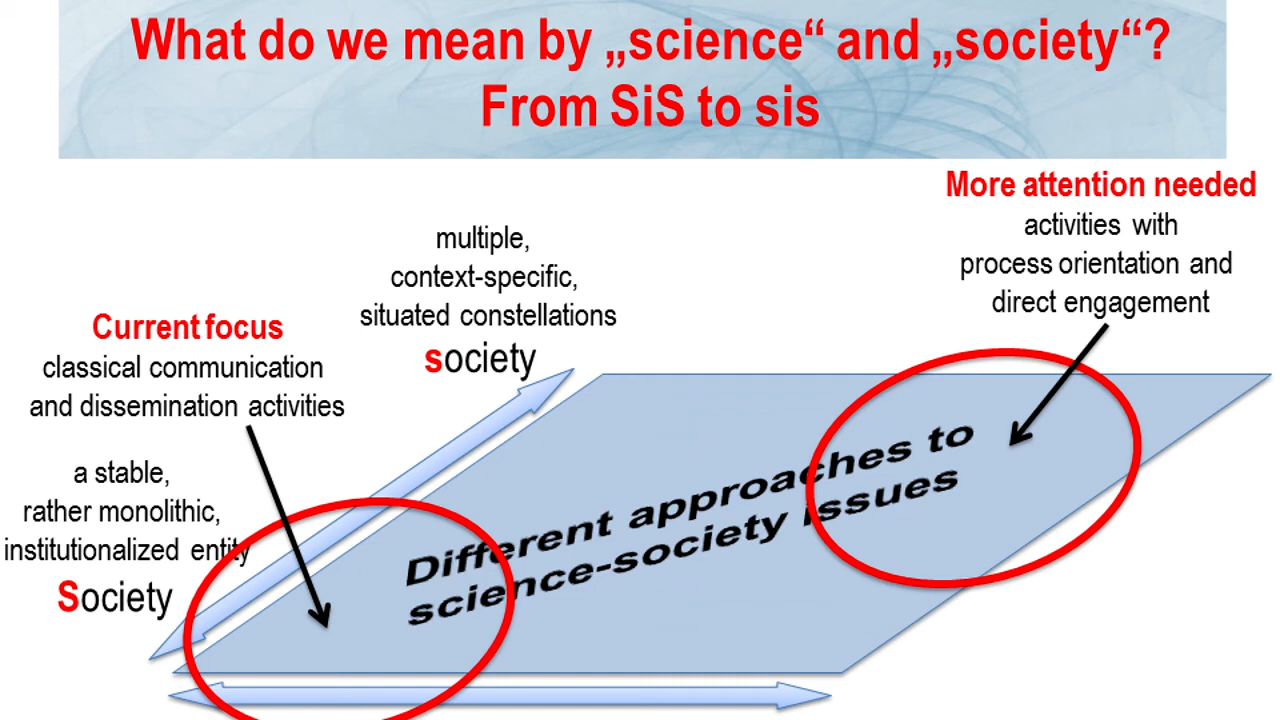 What do we mean by „science“ and „society“?
From SiS to sis
More attention needed
activities with
process orientation and
direct engagement
multiple,
context-specific,
situated constellations
society
Current focus
classical communication
and dissemination activities
a stable,
rather monolithic,
institutionalized entity
Society
Different approaches to
science-society issues